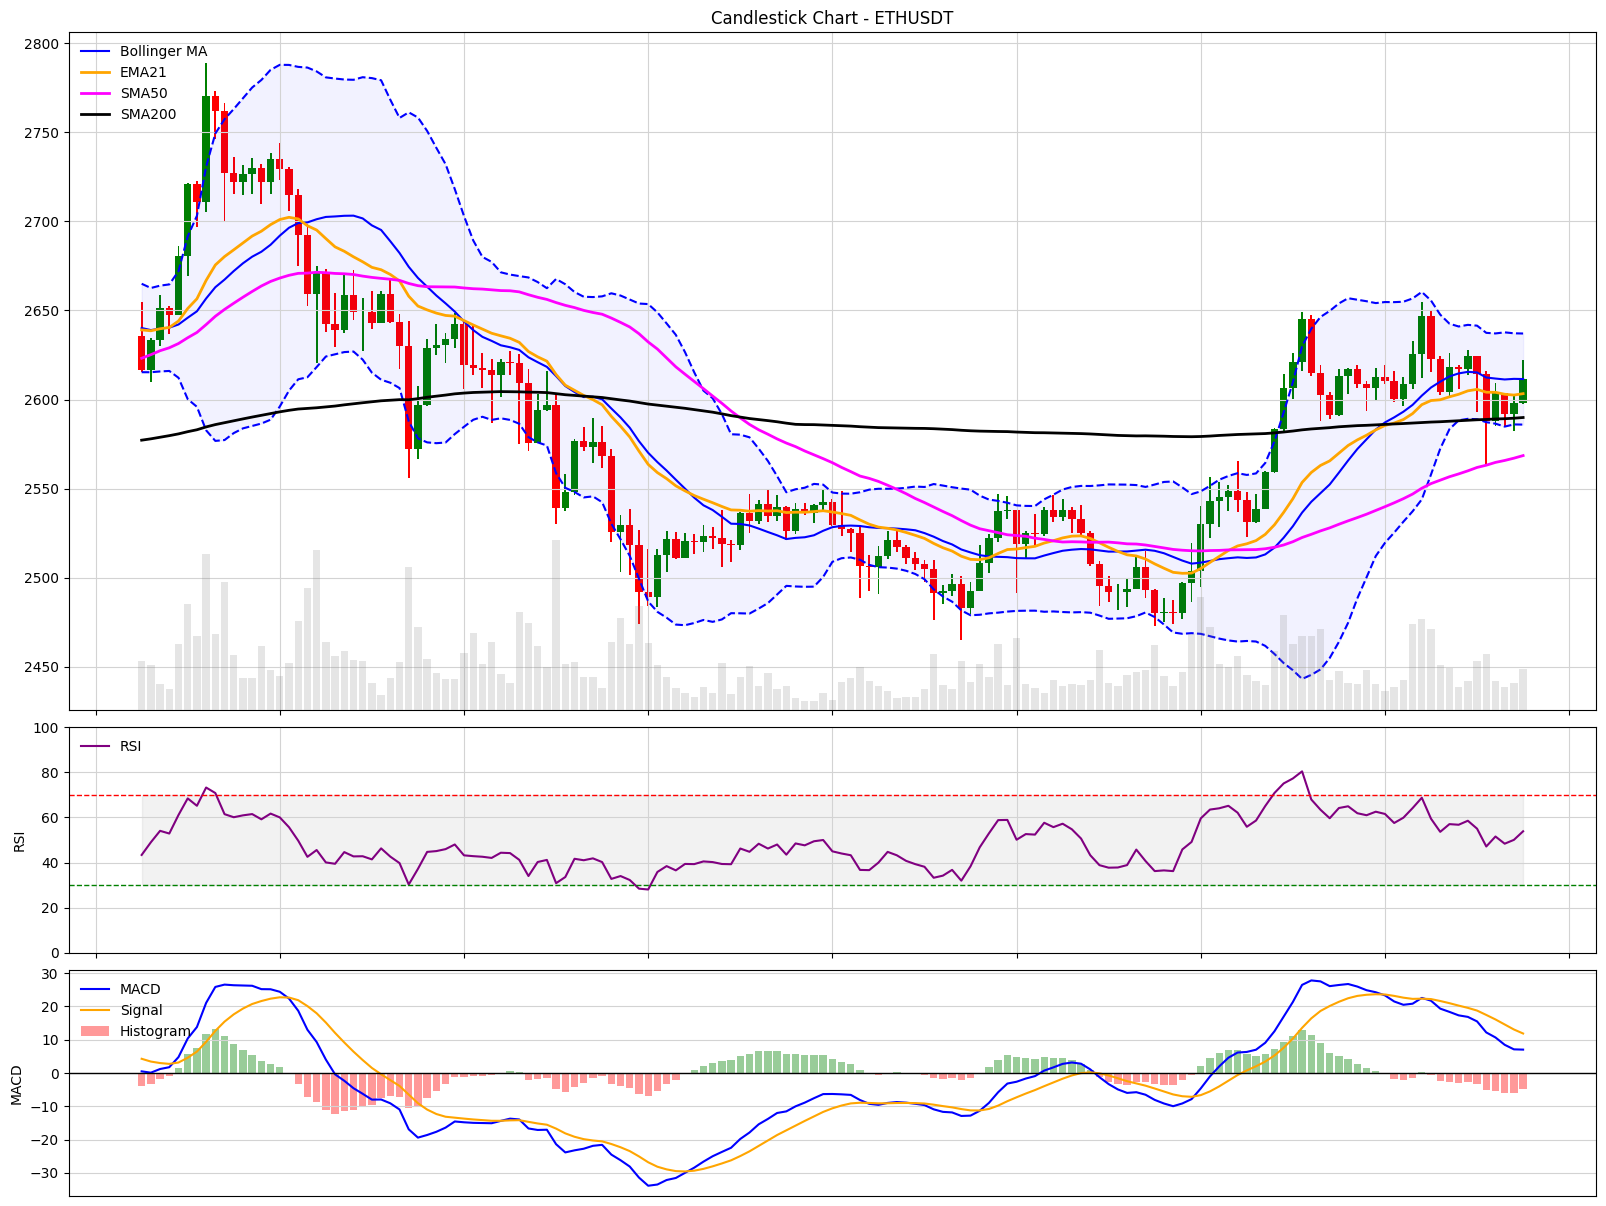 Candlestick Chart - ETHUSDT
2800
2750
2700
2650
2600
2550
2500
2450
Bollinger MA
EMA21
SMA50
SMA200
100
80
60
40
20
0
RSI
RSI
30
20
10
0
−10
−20
−30
MACD
MACD
Signal
Histogram